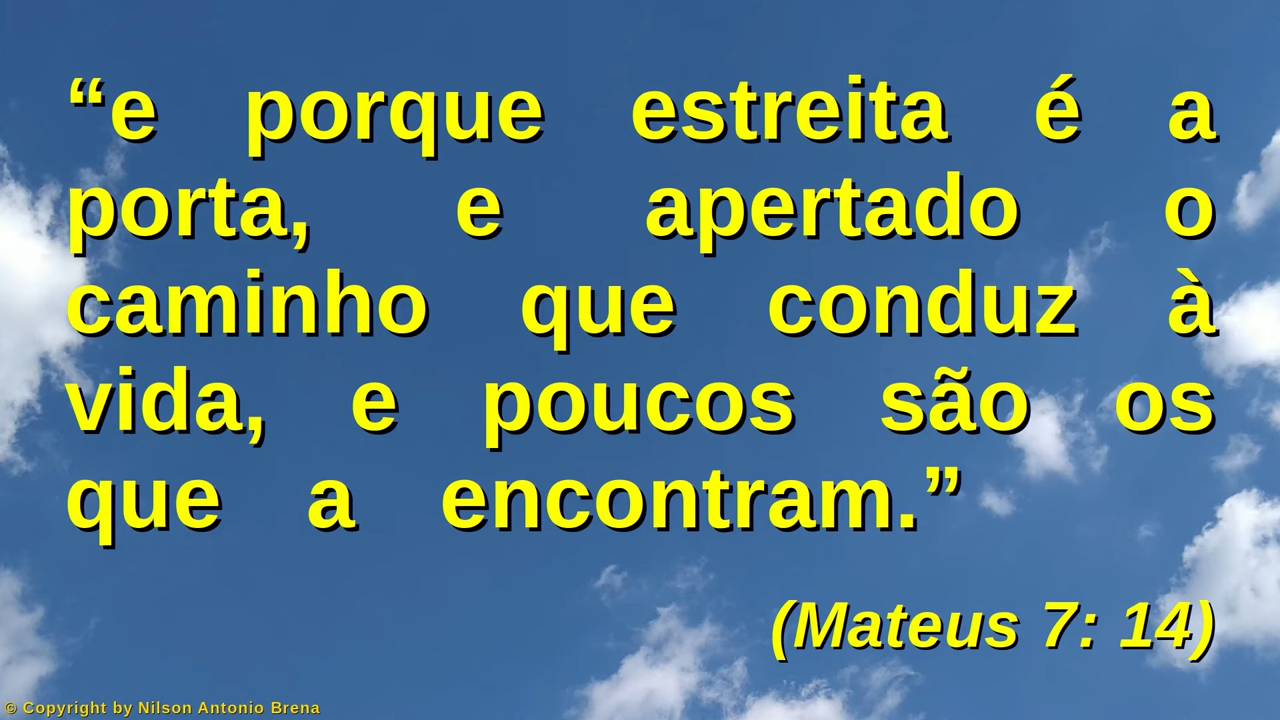 “e porque estreita é a
porta, e apertado o
caminho que conduz à
vida, e poucos são os
que a encontram.”
(Mateus 7: 14)
© Copyright by Nilson Antonio Brena